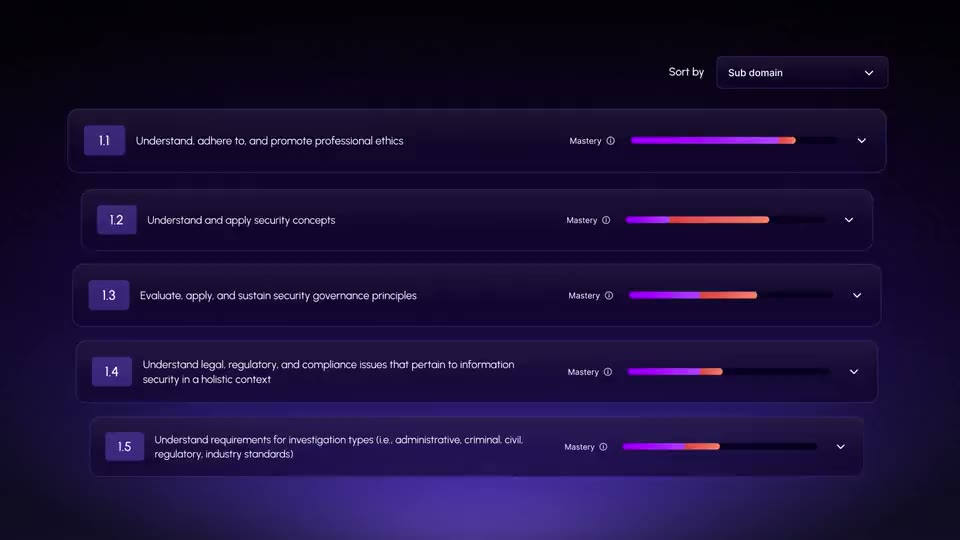 Sort by
Sub domain
1.1
Understand, adhere to, and promote professional ethics
Mastery
1.2
Understand and apply security concepts
Mastery
1.3
Evaluate, apply, and sustain security governance principles
Mastery
1.4
Understand legal, regulatory, and compliance issues that pertain to information
security in a holistic context
Mastery
1.5
Understand requirements for investigation types (i.e., administrative, criminal, civil,
regulatory, industry standards)
Mastery